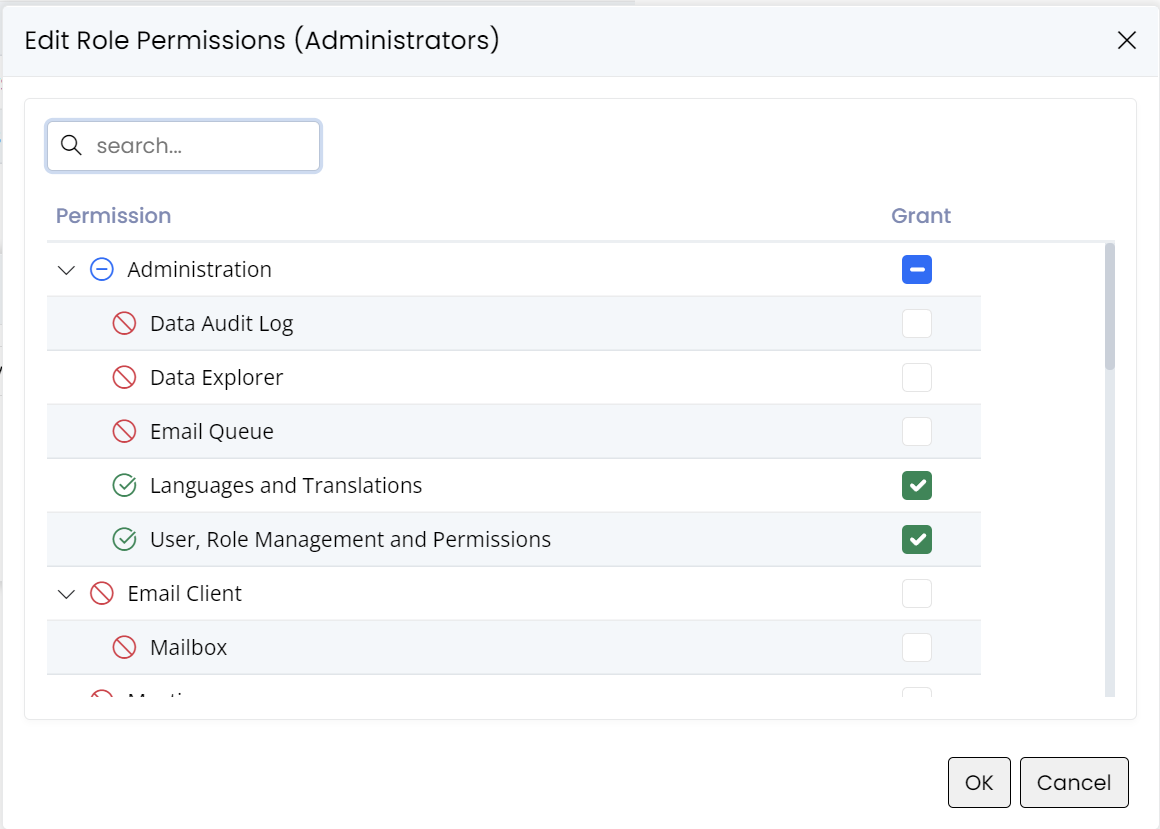 Edit Role Permissions (Administrators)
search...
Permission Grant
Administration
Data Audit Log
Data Explorer
Email Queue
Languages and Translations
User, Role Management and Permissions
Email Client
Mailbox
OK Cancel